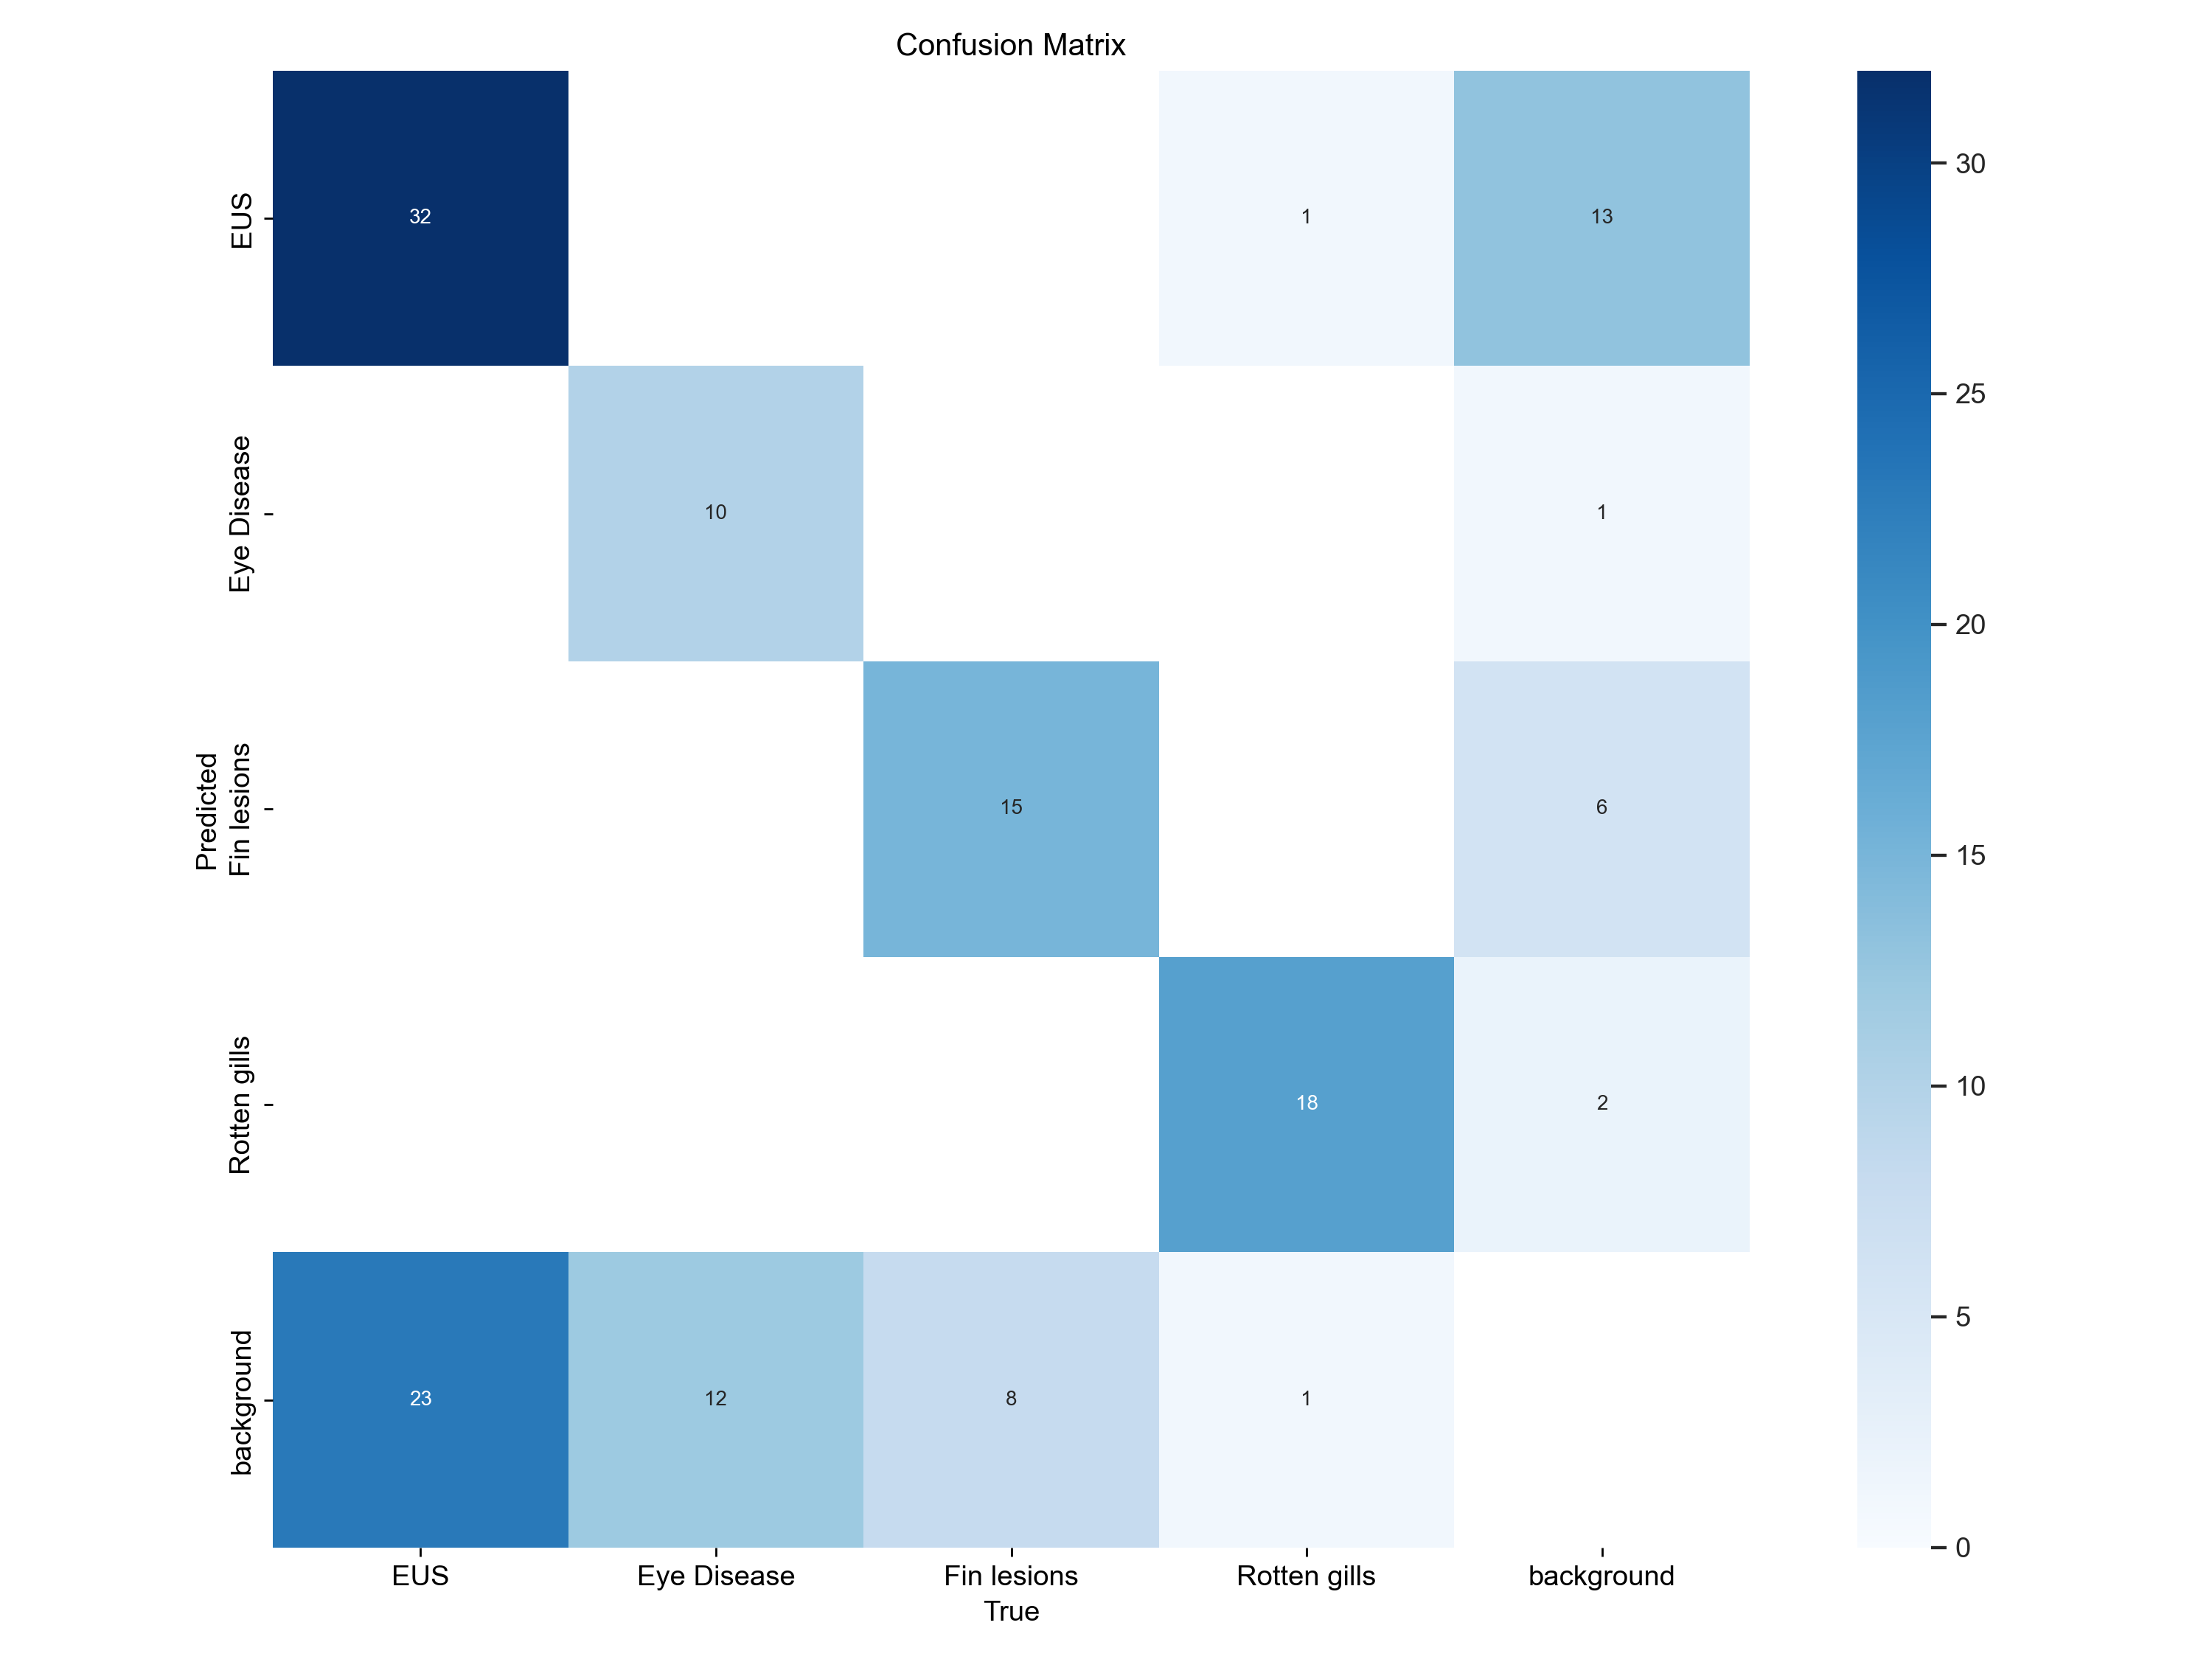 Confusion Matrix
EUS
32
1
13
30
25
Eye Disease
10
1
20
Predicted
Fin lesions
15
6
15
Rotten gills
18
2
10
background
23
12
8
1
5
0
EUS
Eye Disease
Fin lesions
Rotten gills
background
True